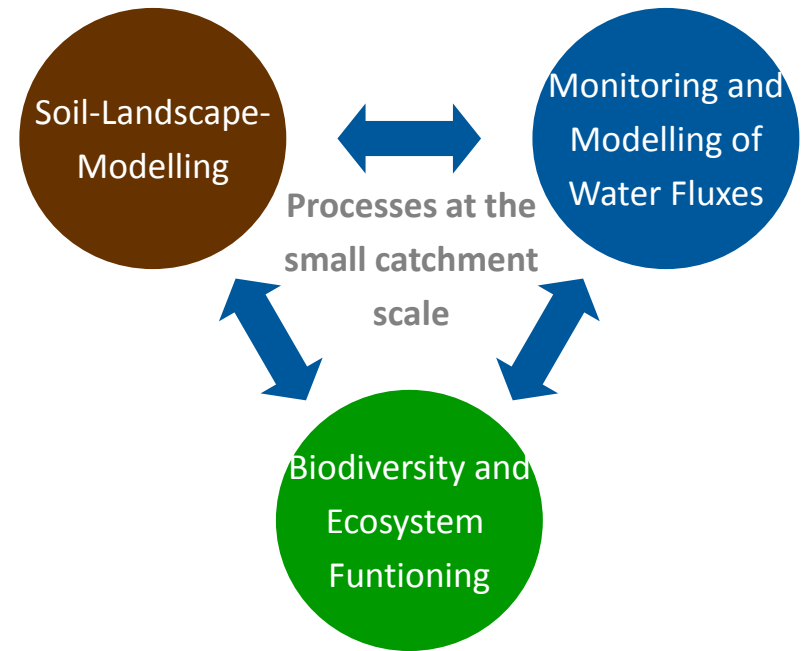 Soil-Landscape-
Modelling
Monitoring and
Modelling of
Water Fluxes
Processes at the
small catchment
scale
Biodiversity and
Ecosystem
Funtioning